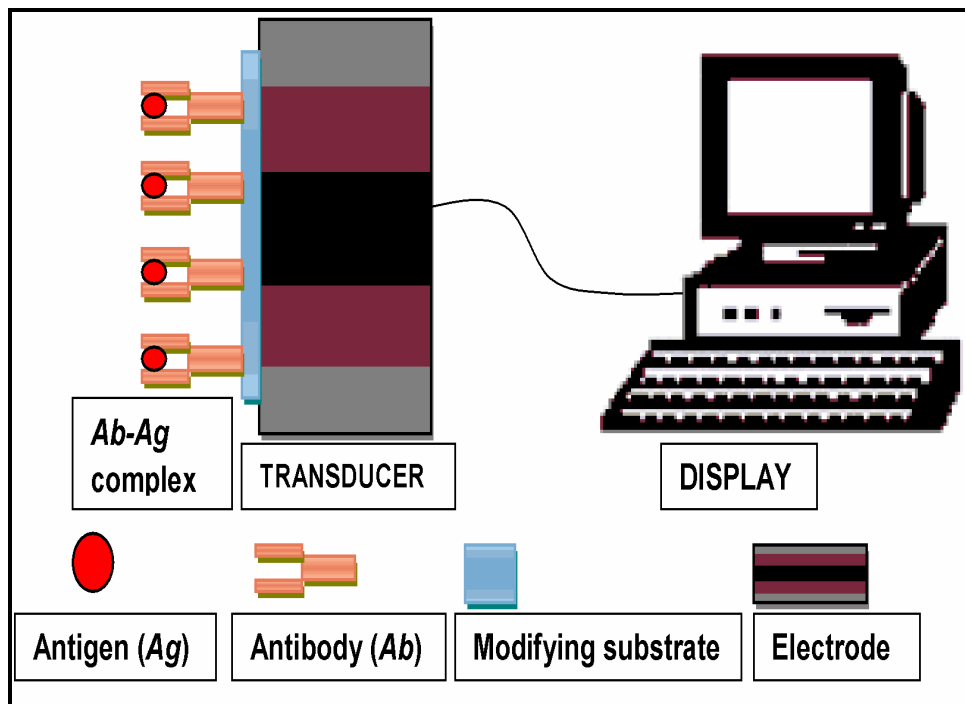 Ab-Ag
complex
TRANSDUCER
DISPLAY
Antigen (Ag)
Antibody (Ab)
Modifying substrate
Electrode